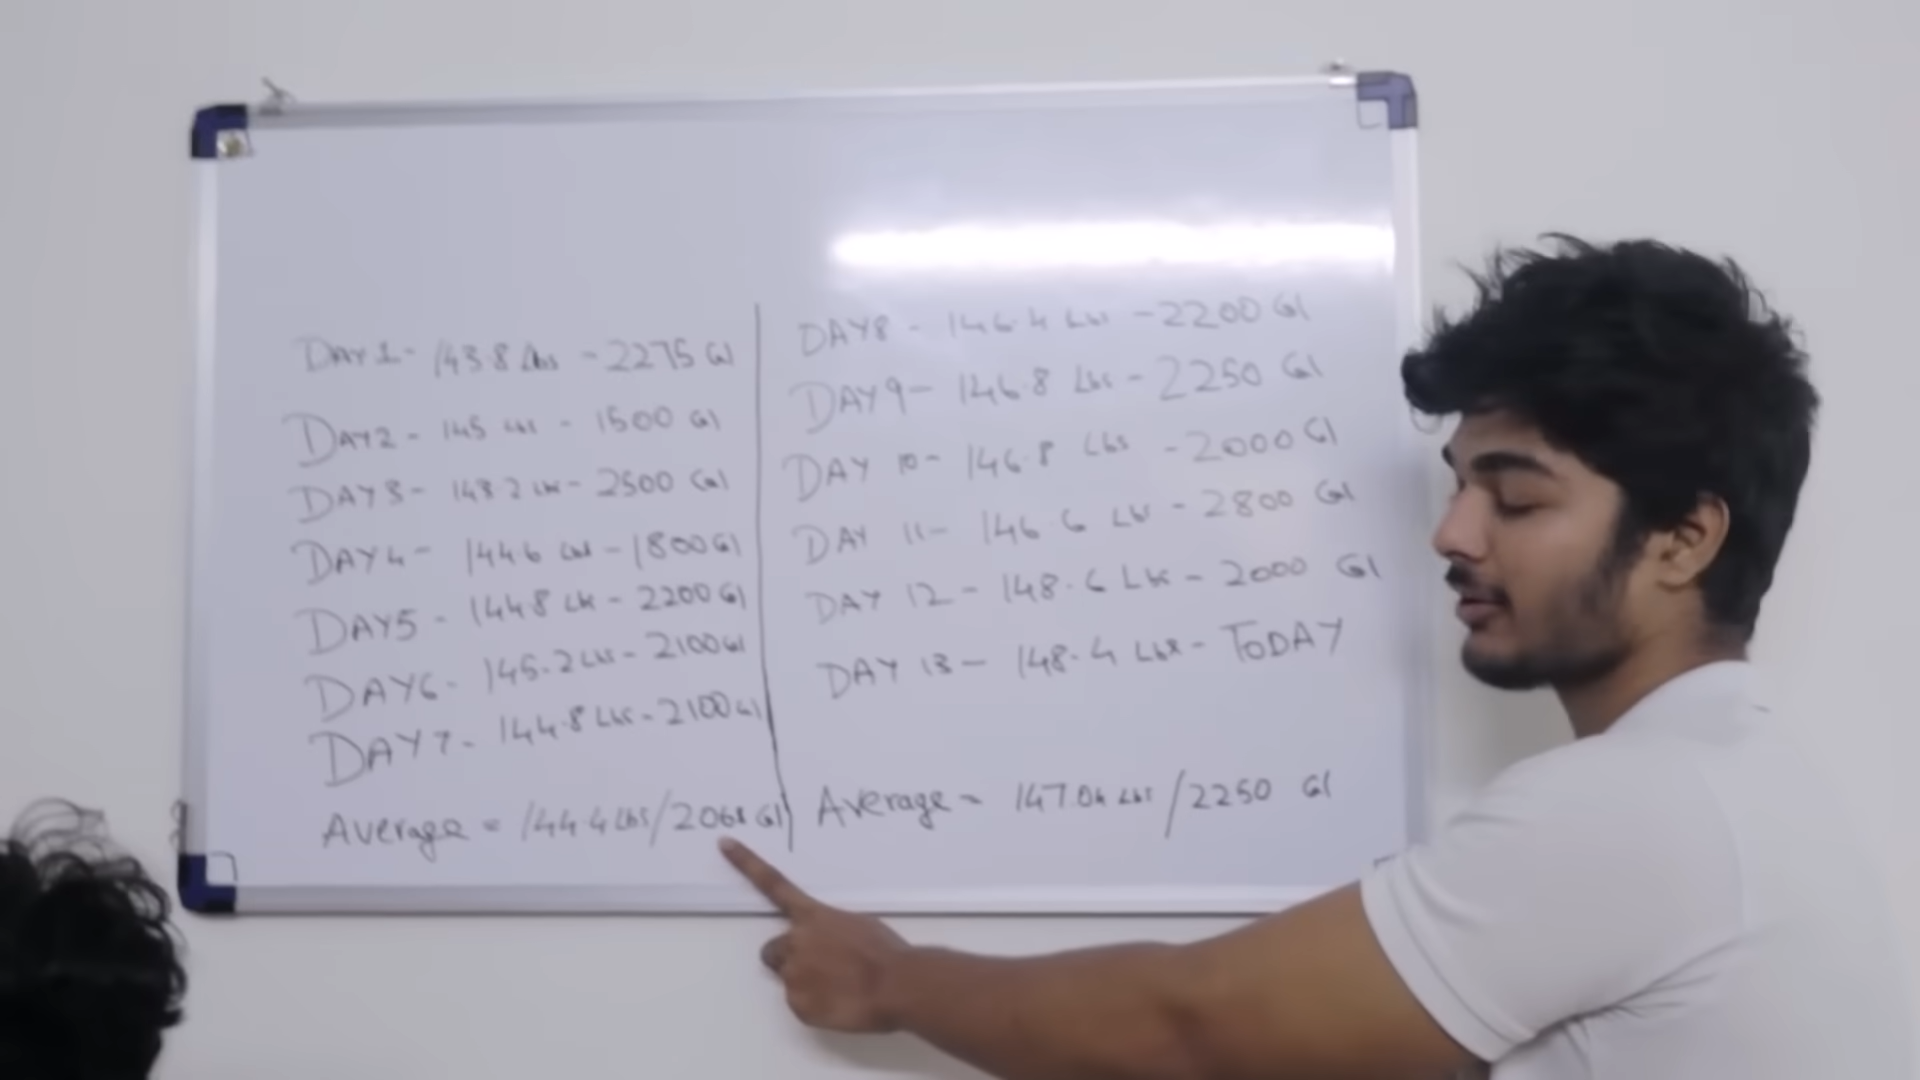 DAY 1 - 143.8 Lbs - 2275 Cal
DAY 2 - 145 Lbs - 1500 Cal
DAY 3 - 143.2 Lbs - 2500 Cal
DAY 4 - 144.6 Lbs - 1800 Cal
DAY 5 - 144.8 Lbs - 2200 Cal
DAY 6 - 145.2 Lbs - 2100 Cal
DAY 7 - 144.8 Lbs - 2100 Cal
Average = 144.4 Lbs / 2068 Cal
DAY 8 - 146.4 Lbs - 2200 Cal
DAY 9 - 146.8 Lbs - 2250 Cal
DAY 10 - 146.8 Lbs - 2000 Cal
DAY 11 - 146.6 Lbs - 2800 Cal
DAY 12 - 148.6 Lbs - 2000 Cal
DAY 13 - 148.4 Lbs - TODAY
Average = 147.04 Lbs / 2250 Cal